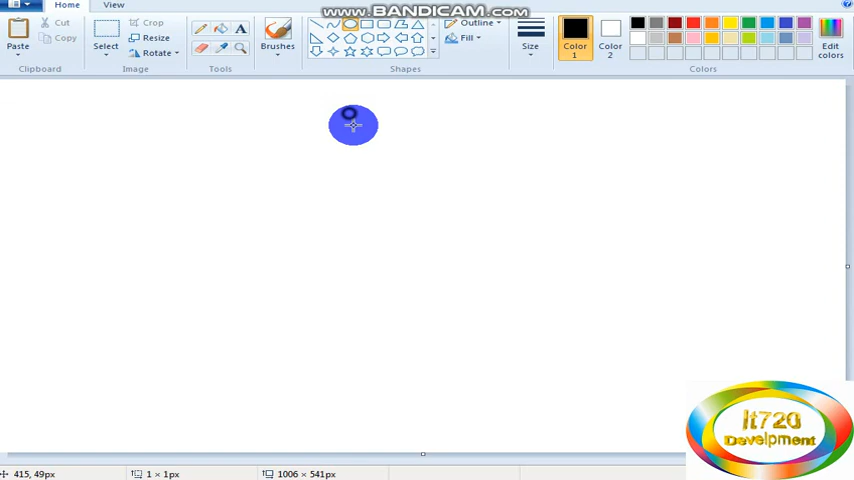 www.BANDICAM.com
Home View
Paste
Cut
Copy
Clipboard
Select
Crop
Resize
Rotate
Image
Tools
Brushes
Shapes
Outline
Fill
Size
Color
1
Color
2
Edit
colors
Colors
It720
Develpment
415, 49px
1 × 1px
1006 × 541px